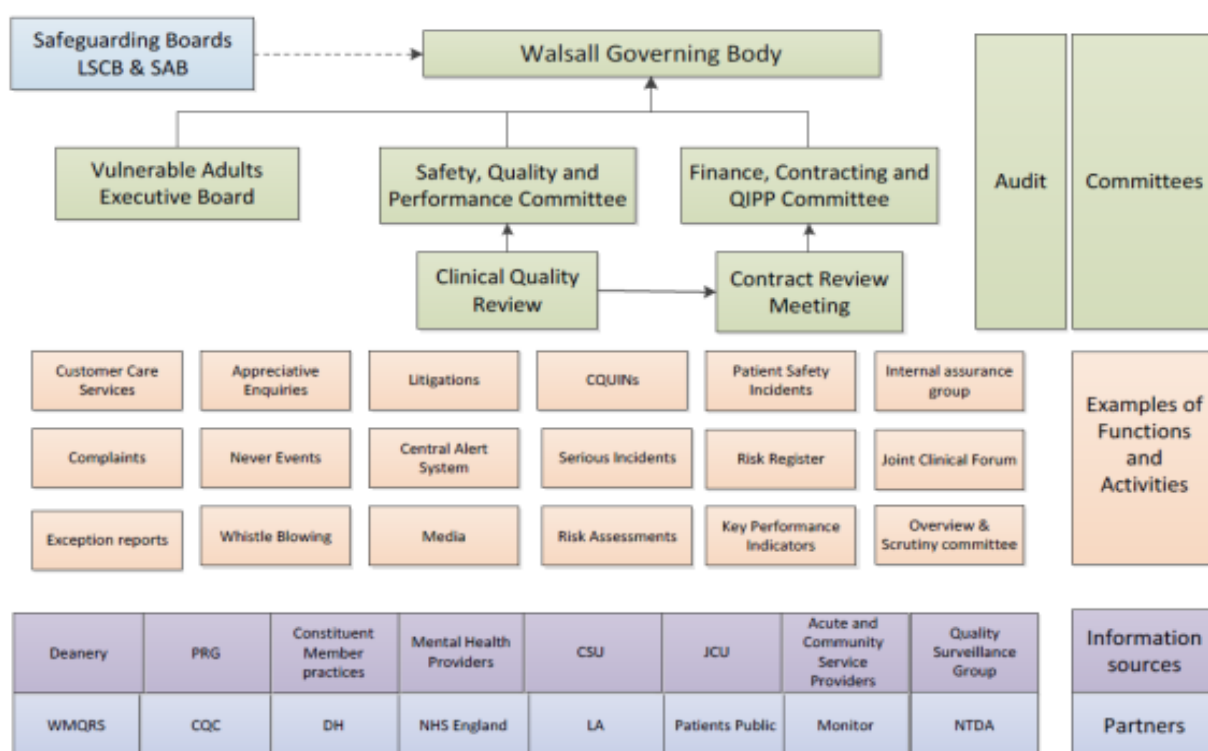 Safeguarding Boards
LSCB & SAB
Walsall Governing Body
Vulnerable Adults
Executive Board
Safety, Quality and
Performance Committee
Finance, Contracting and
QIPP Committee
Audit
Committees
Clinical Quality
Review
Contract Review
Meeting
Customer Care
Services
Appreciative
Enquiries
Litigations
CQUINs
Patient Safety
Incidents
Internal assurance
group
Examples of
Functions
and
Activities
Complaints
Never Events
Central Alert
System
Serious Incidents
Risk Register
Joint Clinical Forum
Exception reports
Whistle Blowing
Media
Risk Assessments
Key Performance
Indicators
Overview &
Scrutiny committee
Deanery
PRG
Constituent
Member
practices
Mental Health
Providers
CSU
JCU
Acute and
Community
Service
Providers
Quality
Surveillance
Group
Information
sources
WMQRS
CQC
DH
NHS England
LA
Patients Public
Monitor
NTDA
Partners